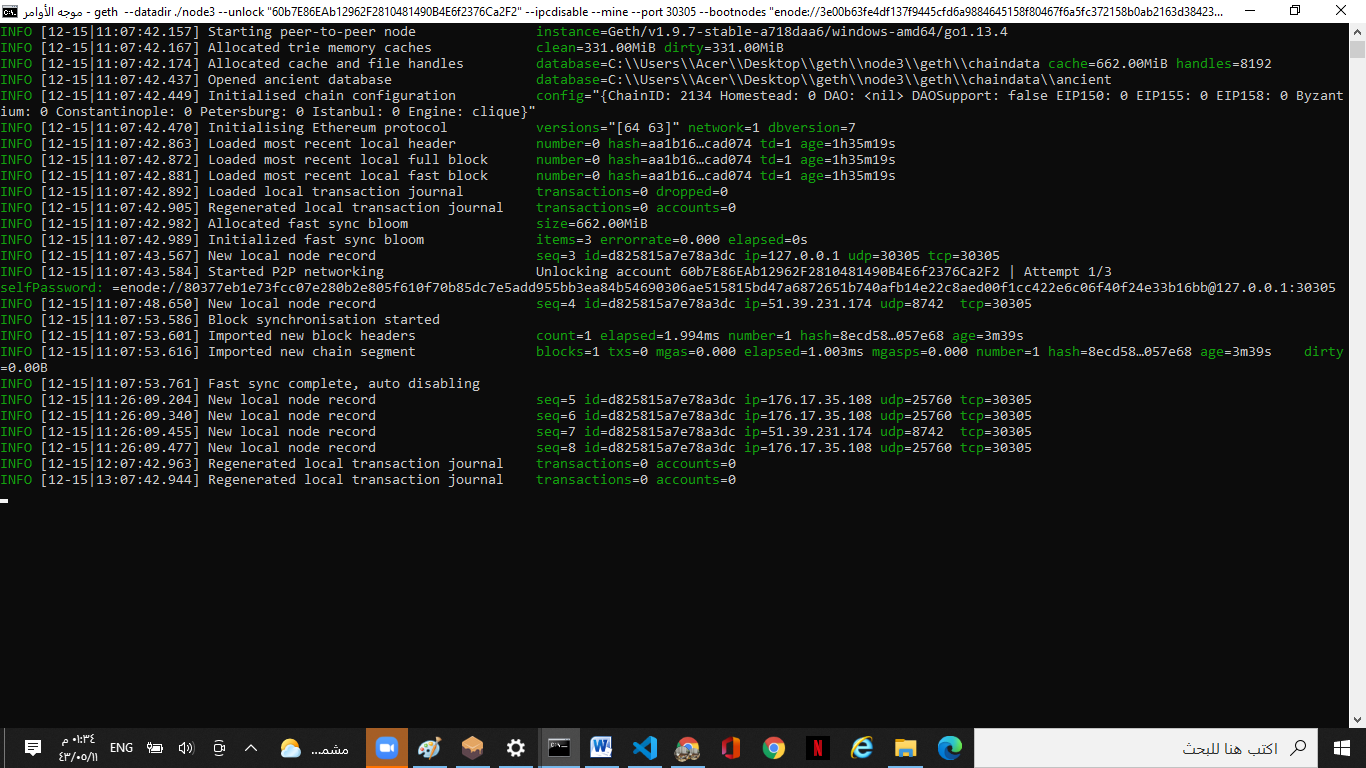 موجه الأوامر - geth --datadir ./node3 --unlock "60b7E86EAb12962F2810481490B4E6f2376Ca2F2" --ipcdisable --mine --port 30305 --bootnodes "enode://3e00b63fe4df137f9445cfd6a9884645158f80467f6a5fc372158b0ab2163d38423...
INFO [12-15|11:07:42.157] Starting peer-to-peer node instance=Geth/v1.9.7-stable-a718daa6/windows-amd64/go1.13.4
INFO [12-15|11:07:42.167] Allocated trie memory caches clean=331.00MiB dirty=331.00MiB
INFO [12-15|11:07:42.174] Allocated cache and file handles database=C:\\Users\\Acer\\Desktop\\geth\\node3\\geth\\chaindata cache=662.00MiB handles=8192
INFO [12-15|11:07:42.437] Opened ancient database database=C:\\Users\\Acer\\Desktop\\geth\\node3\\geth\\chaindata\\ancient
INFO [12-15|11:07:42.449] Initialised chain configuration config="{ChainID: 2134 Homestead: 0 DAO: <nil> DAOSupport: false EIP150: 0 EIP155: 0 EIP158: 0 Byzant
ium: 0 Constantinople: 0 Petersburg: 0 Istanbul: 0 Engine: clique}"
INFO [12-15|11:07:42.470] Initialising Ethereum protocol versions="[64 63]" network=1 dbversion=7
INFO [12-15|11:07:42.863] Loaded most recent local header number=0 hash=aa1b16…cad074 td=1 age=1h35m19s
INFO [12-15|11:07:42.872] Loaded most recent local full block number=0 hash=aa1b16…cad074 td=1 age=1h35m19s
INFO [12-15|11:07:42.881] Loaded most recent local fast block number=0 hash=aa1b16…cad074 td=1 age=1h35m19s
INFO [12-15|11:07:42.892] Loaded local transaction journal transactions=0 dropped=0
INFO [12-15|11:07:42.905] Regenerated local transaction journal transactions=0 accounts=0
INFO [12-15|11:07:42.982] Allocated fast sync bloom size=662.00MiB
INFO [12-15|11:07:42.989] Initialized fast sync bloom items=3 errorrate=0.000 elapsed=0s
INFO [12-15|11:07:43.567] New local node record seq=3 id=d825815a7e78a3dc ip=127.0.0.1 udp=30305 tcp=30305
INFO [12-15|11:07:43.584] Started P2P networking Unlocking account 60b7E86EAb12962F2810481490B4E6f2376Ca2F2 | Attempt 1/3
selfPassword: =enode://80377eb1e73fcc07e280b2e805f610f70b85dc7e5add955bb3ea84b54690306ae515815bd47a6872651b740afb14e22c8aed00f1cc422e6c06f40f24e33b16bb@127.0.0.1:30305
INFO [12-15|11:07:48.650] New local node record seq=4 id=d825815a7e78a3dc ip=51.39.231.174 udp=8742 tcp=30305
INFO [12-15|11:07:53.586] Block synchronisation started
INFO [12-15|11:07:53.601] Imported new block headers count=1 elapsed=1.994ms number=1 hash=8ecd58…057e68 age=3m39s
INFO [12-15|11:07:53.616] Imported new chain segment blocks=1 txs=0 mgas=0.000 elapsed=1.003ms mgasps=0.000 number=1 hash=8ecd58…057e68 age=3m39s dirty
=0.00B
INFO [12-15|11:07:53.761] Fast sync complete, auto disabling
INFO [12-15|11:26:09.204] New local node record seq=5 id=d825815a7e78a3dc ip=176.17.35.108 udp=25760 tcp=30305
INFO [12-15|11:26:09.340] New local node record seq=6 id=d825815a7e78a3dc ip=176.17.35.108 udp=25760 tcp=30305
INFO [12-15|11:26:09.455] New local node record seq=7 id=d825815a7e78a3dc ip=51.39.231.174 udp=8742 tcp=30305
INFO [12-15|11:26:09.477] New local node record seq=8 id=d825815a7e78a3dc ip=176.17.35.108 udp=25760 tcp=30305
INFO [12-15|12:07:42.963] Regenerated local transaction journal transactions=0 accounts=0
INFO [12-15|13:07:42.944] Regenerated local transaction journal transactions=0 accounts=0
اكتب هنا للبحث
مشمـ...
ENG
٠١:٣٤ م
٤٣/٠٥/١١